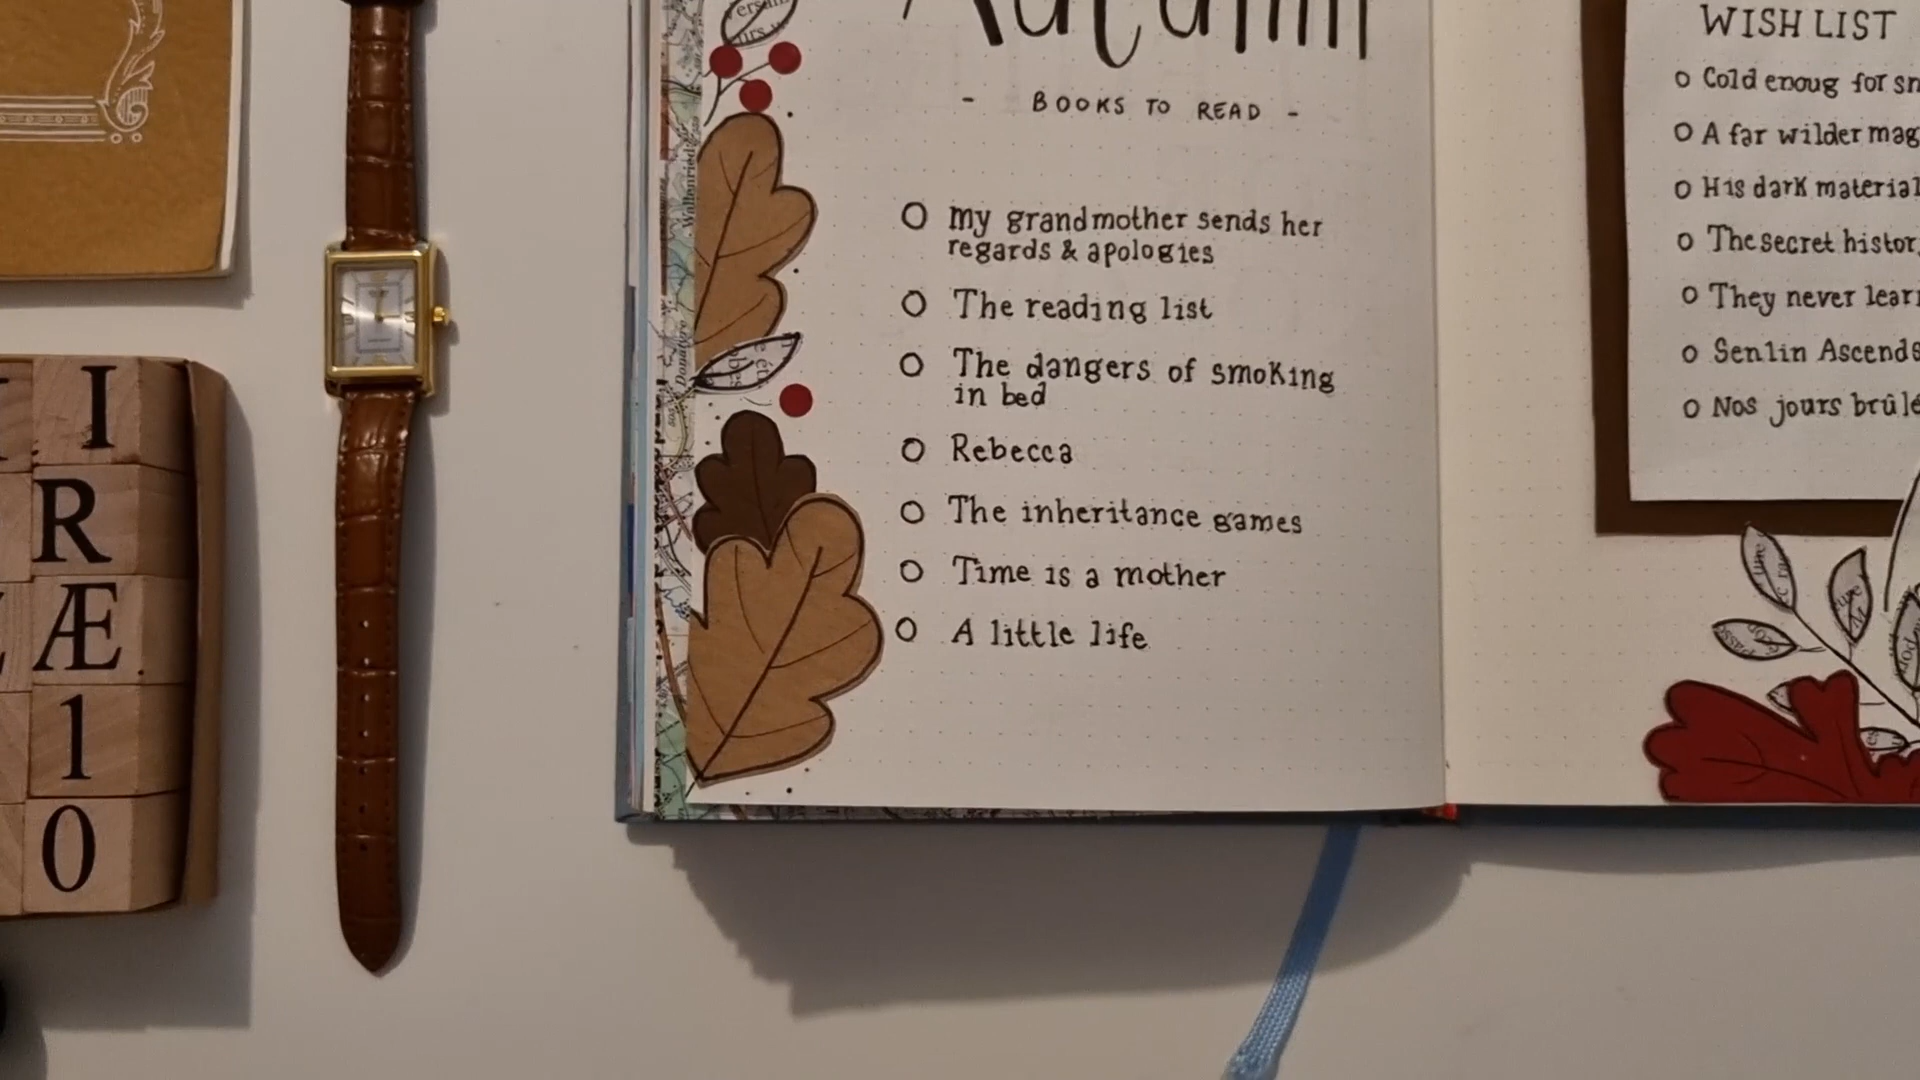 Autumn
- BOOKS TO READ -
my grandmother sends her
regards & apologies
The reading list
The dangers of smoking
in bed
Rebecca
The inheritance games
Time is a mother
A little life
WISH LIST
Cold enoug for sn
A far wilder mag
His dark material
The secret histor
They never lear
Senlin Ascends
Nos jours brûlé
I
R
Æ
1
0